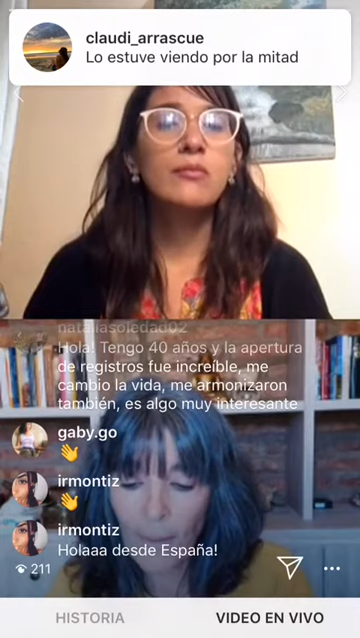 claudi_arrascue
Lo estuve viendo por la mitad
nataliasoledad02
Hola! Tengo 40 años y la apertura
de registros fue increíble, me
cambio la vida, me armonizaron
también, es algo muy interesante
gaby.go
👋
irmontiz
👋
irmontiz
Holaaa desde España!
211
HISTORIA
VIDEO EN VIVO